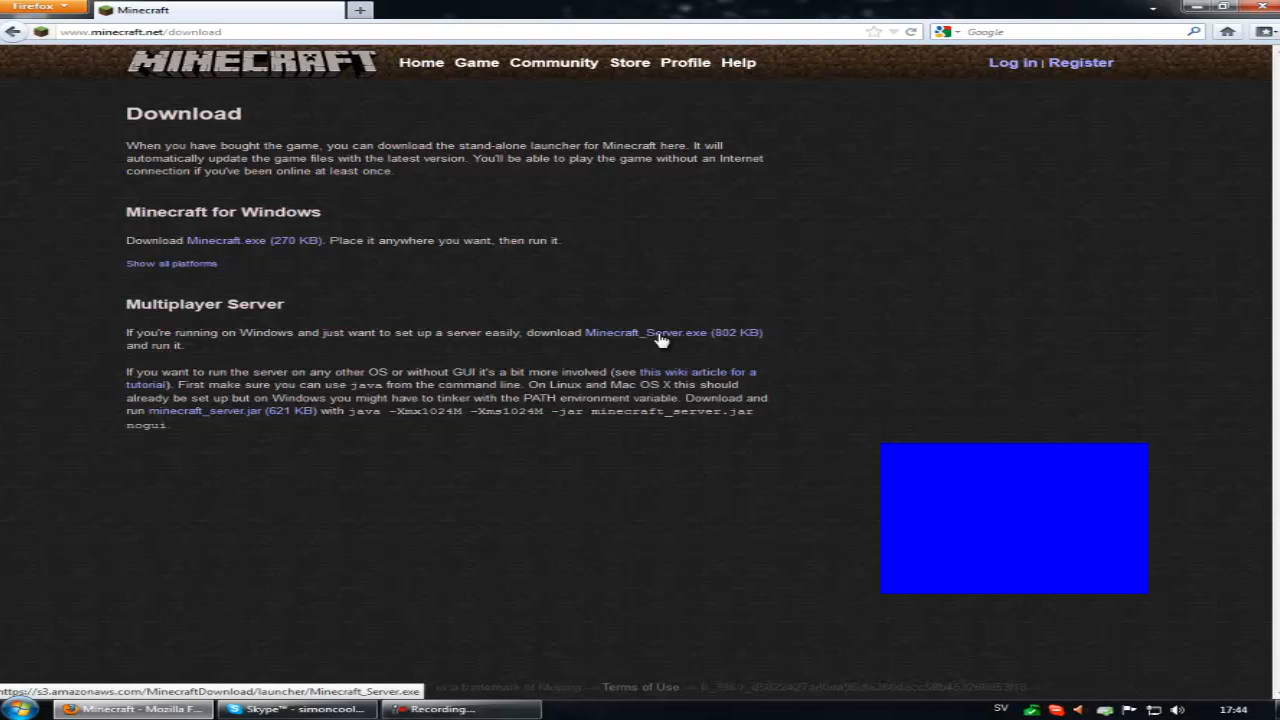 Firefox
Minecraft
www.minecraft.net/download
Google
MINECRAFT
Home Game Community Store Profile Help
Log in | Register
Download
When you have bought the game, you can download the stand-alone launcher for Minecraft here. It will
automatically update the game files with the latest version. You'll be able to play the game without an Internet
connection if you've been online at least once.
Minecraft for Windows
Download Minecraft.exe (270 KB). Place it anywhere you want, then run it.
Show all platforms
Multiplayer Server
If you're running on Windows and just want to set up a server easily, download Minecraft_Server.exe (802 KB)
and run it.
If you want to run the server on any other OS or without GUI it's a bit more involved (see this wiki article for a
tutorial). First make sure you can use java from the command line. On Linux and Mac OS X this should
already be set up but on Windows you might have to tinker with the PATH environment variable. Download and
run minecraft_server.jar (621 KB) with java -Xmx1024M -Xms1024M -jar minecraft_server.jar
nogui.
https://s3.amazonaws.com/MinecraftDownload/launcher/Minecraft_Server.exe
is a trademark of Mojang — Terms of Use —
Minecraft - Mozilla F...
Skype™ - simoncool...
Recording...
SV
17:44